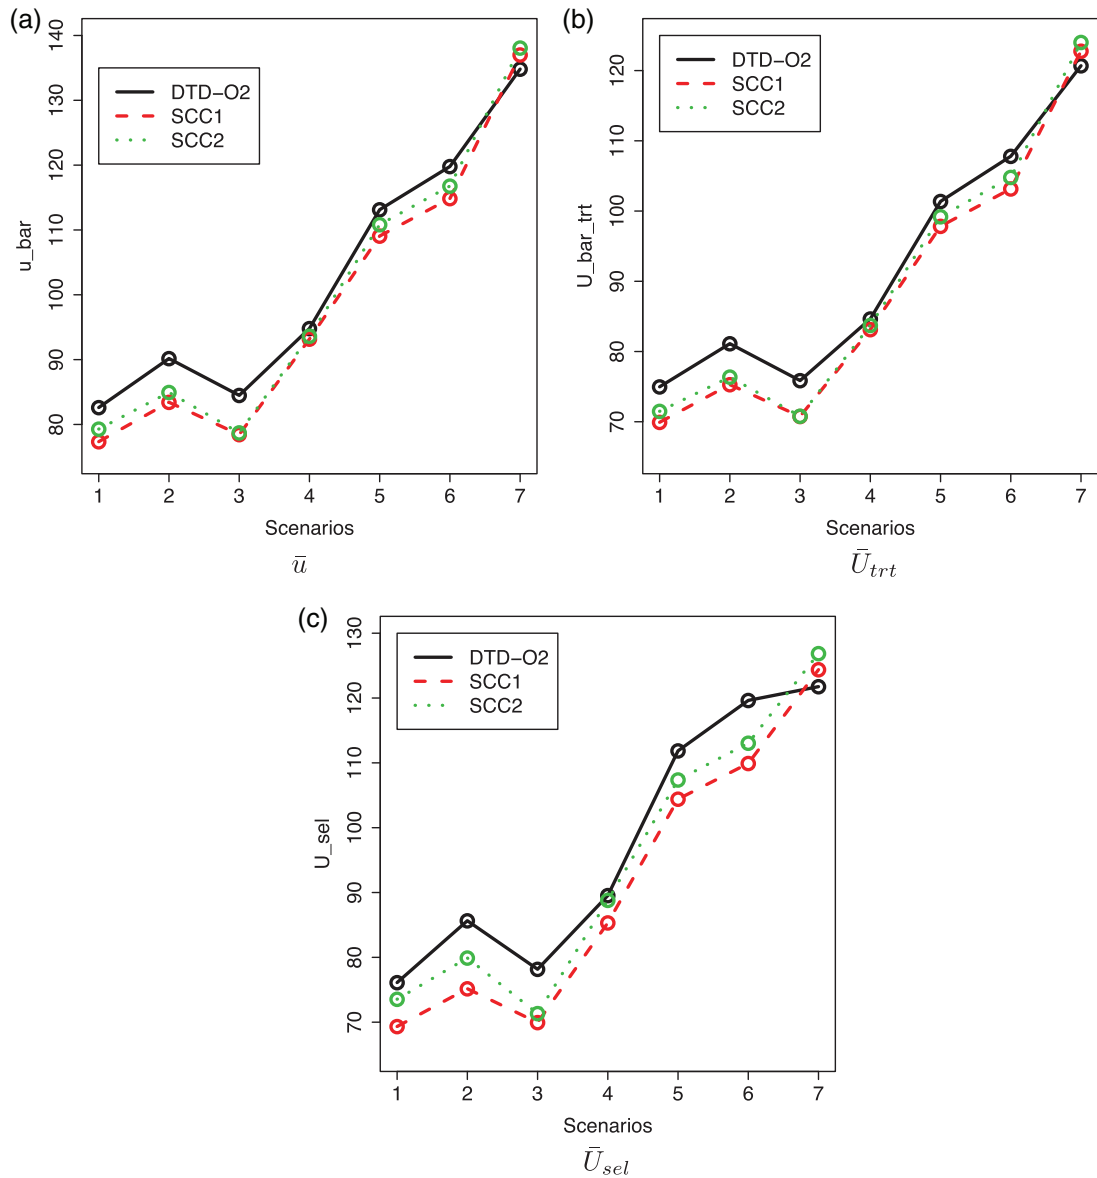 (a)
u_bar
140
130
120
110
100
90
80
DTD−O2
SCC1
SCC2
1 2 3 4 5 6 7
Scenarios
ū
(b)
U_bar_trt
120
110
100
90
80
70
DTD−O2
SCC1
SCC2
1 2 3 4 5 6 7
Scenarios
Ū_trt
(c)
U_sel
130
120
110
100
90
80
70
DTD−O2
SCC1
SCC2
1 2 3 4 5 6 7
Scenarios
Ū_sel